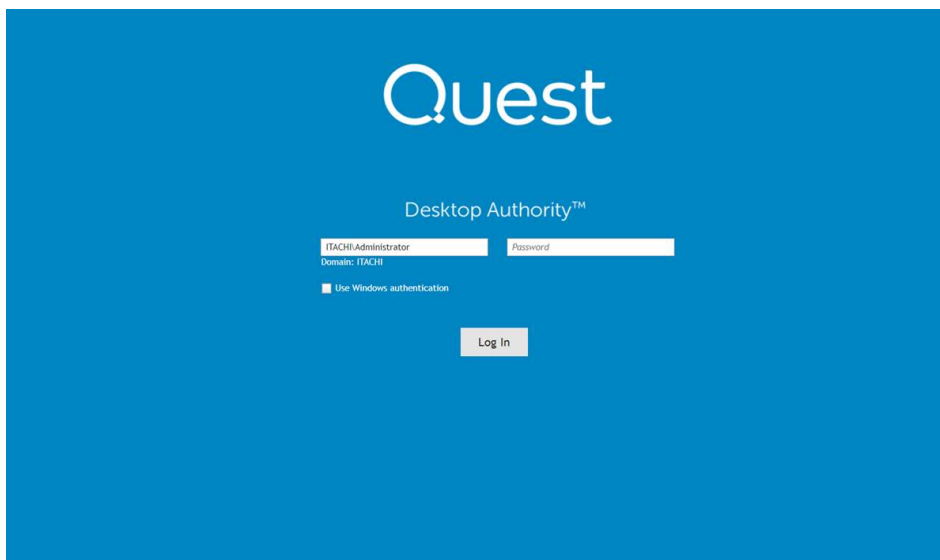 Quest
Desktop Authority™
ITACHI\Administrator
Password
Domain: ITACHI
Use Windows authentication
Log In